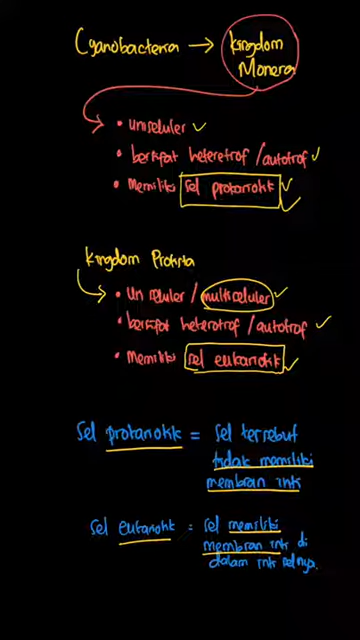 Cyanobacteria → Kingdom
Monera
• uniseluler ✓
• bersifat heterotrof / autotrof ✓
• Memiliki sel prokariotik ✓
Kingdom Protista
• Uniseluler / multiseluler ✓
• bersifat heterotrof / autotrof ✓
• Memiliki sel eukariotik ✓
sel prokariotik = sel tersebut
tidak memiliki
membran inti
sel eukariotik = sel memiliki
membran inti di
dalam inti selnya.